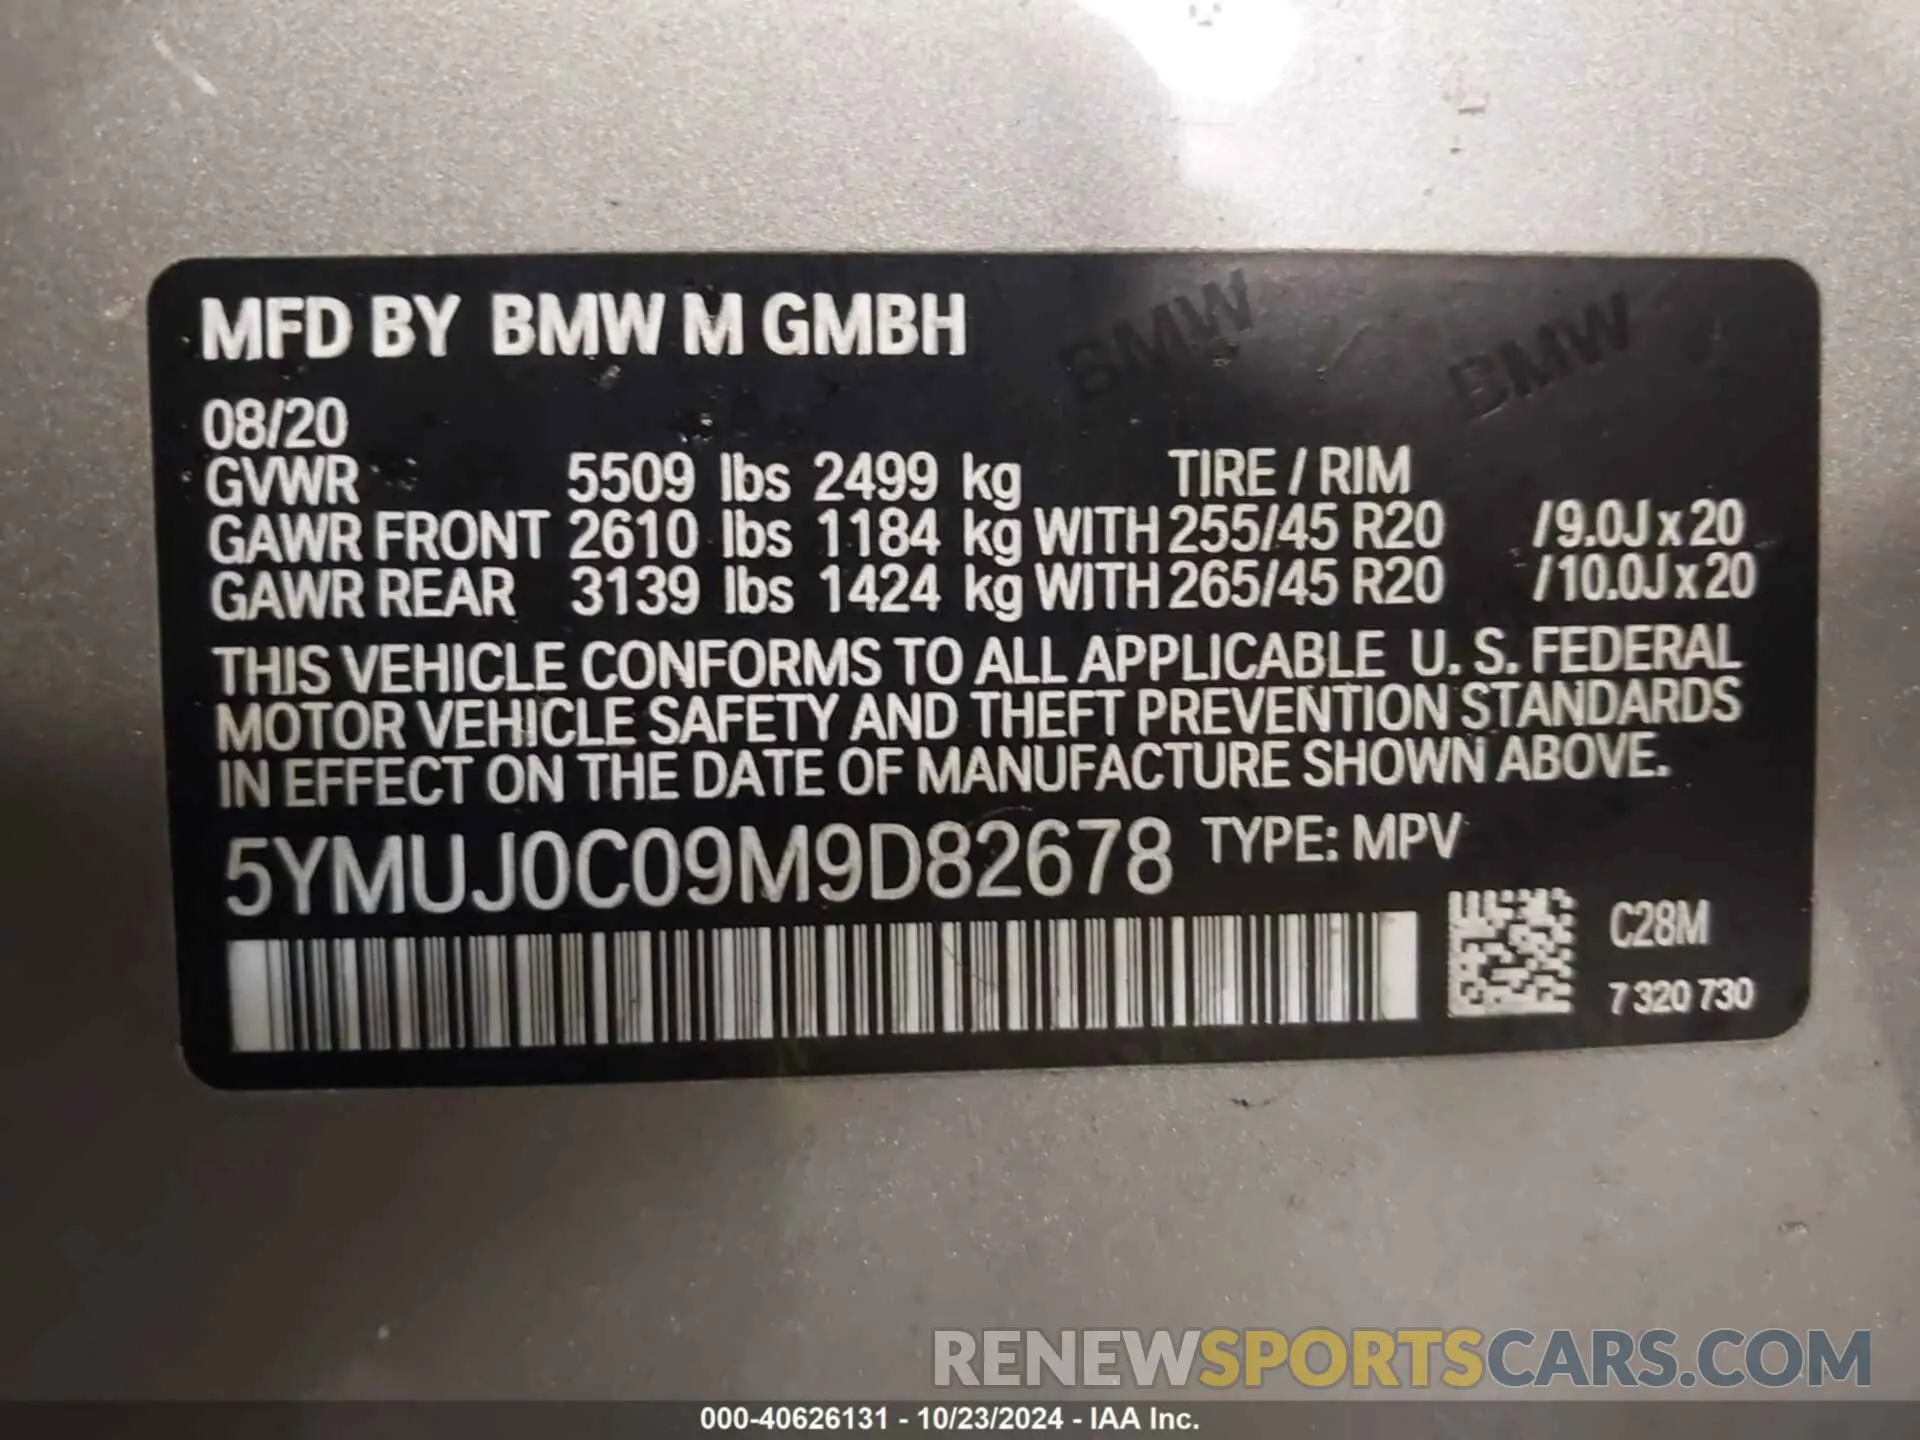 BMW BMW
MFD BY BMW M GMBH
08/20
GVWR 5509 lbs 2499 kg TIRE / RIM
GAWR FRONT 2610 lbs 1184 kg WITH 255/45 R20 /9.0J x 20
GAWR REAR 3139 lbs 1424 kg WITH 265/45 R20 /10.0J x 20
THIS VEHICLE CONFORMS TO ALL APPLICABLE U. S. FEDERAL
MOTOR VEHICLE SAFETY AND THEFT PREVENTION STANDARDS
IN EFFECT ON THE DATE OF MANUFACTURE SHOWN ABOVE.
5YMUJ0C09M9D82678 TYPE: MPV
C28M
7 320 730
RENEWSPORTSCARS.COM
000-40626131 - 10/23/2024 - IAA Inc.